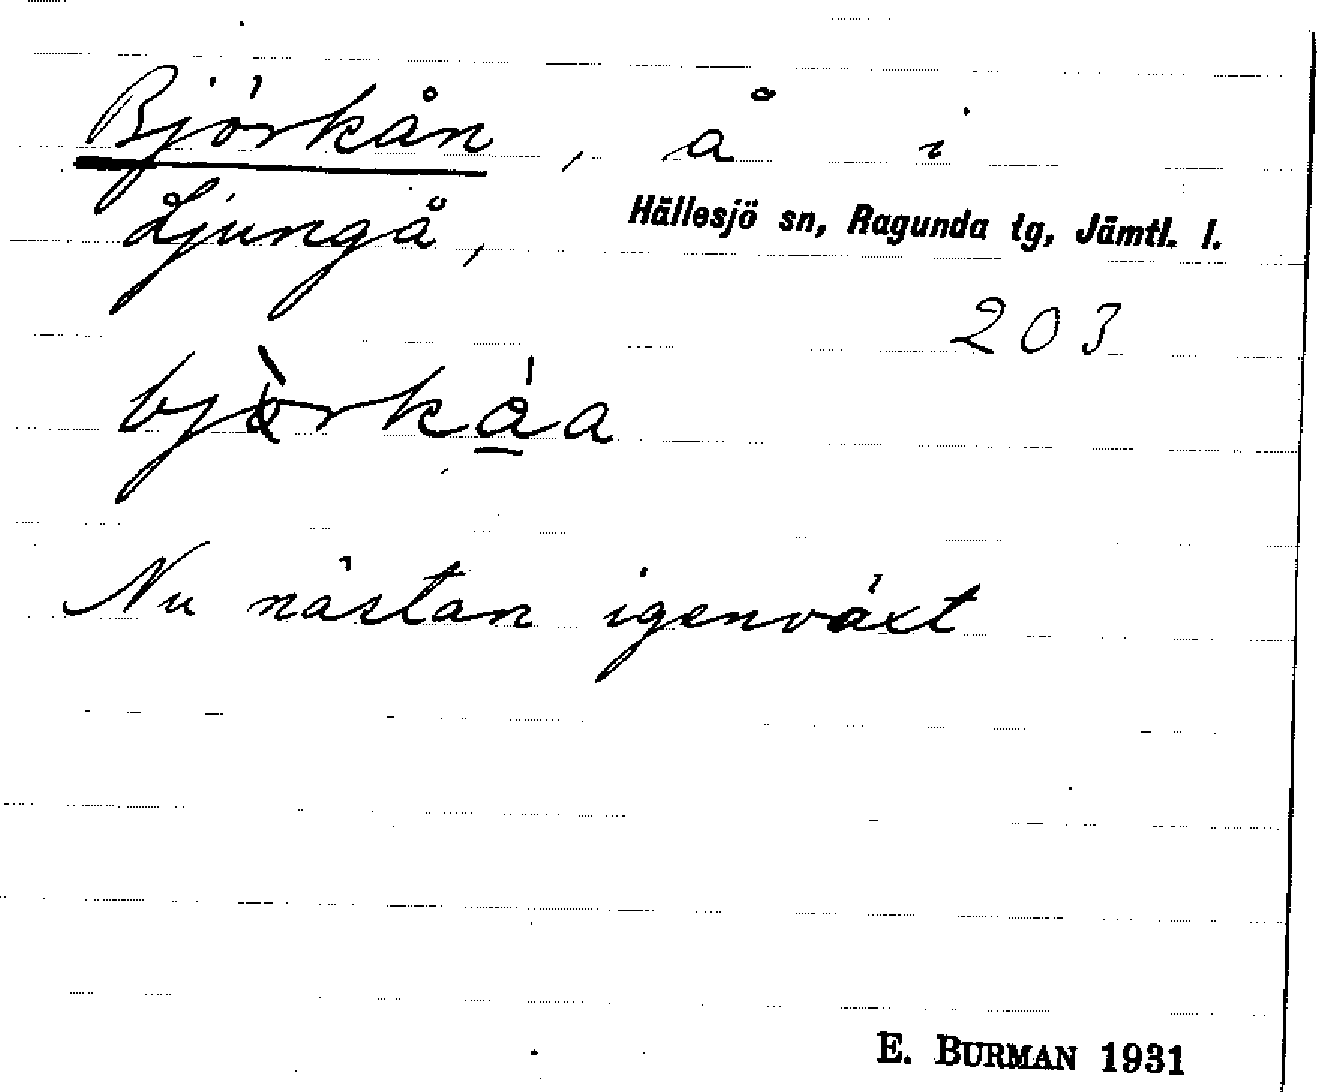 Björkån, å i
Ljungå, Hällesjö sn, Ragunda tg, Jämtl. l.
203
bjòrkåa
Nu nästan igenväxt
E. BURMAN 1931